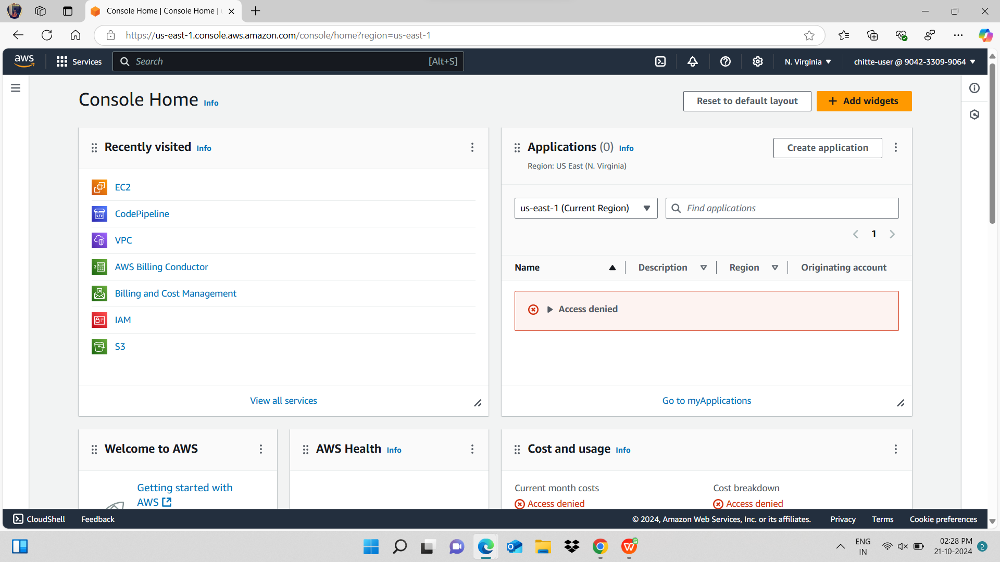 Console Home | Console Home |
https://us-east-1.console.aws.amazon.com/console/home?region=us-east-1
aws
Services
Search
[Alt+S]
N. Virginia
chitte-user @ 9042-3309-9064
Console Home Info
Reset to default layout
+ Add widgets
Recently visited Info
EC2
CodePipeline
VPC
AWS Billing Conductor
Billing and Cost Management
IAM
S3
View all services
Applications (0) Info
Create application
Region: US East (N. Virginia)
us-east-1 (Current Region)
Find applications
1
Name
Description
Region
Originating account
Access denied
Go to myApplications
Welcome to AWS
Getting started with
AWS
AWS Health Info
Cost and usage Info
Current month costs
Access denied
Cost breakdown
Access denied
CloudShell
Feedback
© 2024, Amazon Web Services, Inc. or its affiliates.
Privacy
Terms
Cookie preferences
ENG
IN
02:28 PM
21-10-2024
2